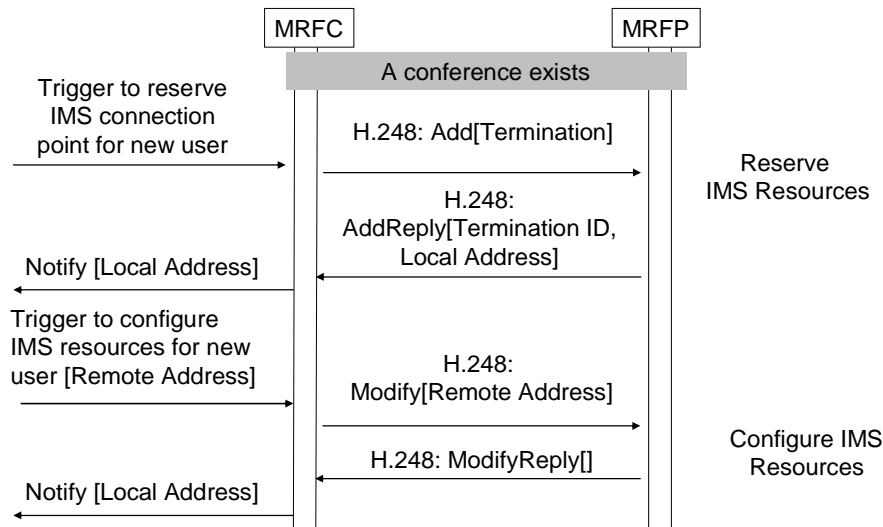 MRFC
MRFP
A conference exists
Trigger to reserve
IMS connection
point for new user
H.248: Add[Termination]
Reserve
IMS Resources
H.248:
AddReply[Termination ID,
Local Address]
Notify [Local Address]
Trigger to configure
IMS resources for new
user [Remote Address]
H.248:
Modify[Remote Address]
Configure IMS
Resources
H.248: ModifyReply[]
Notify [Local Address]